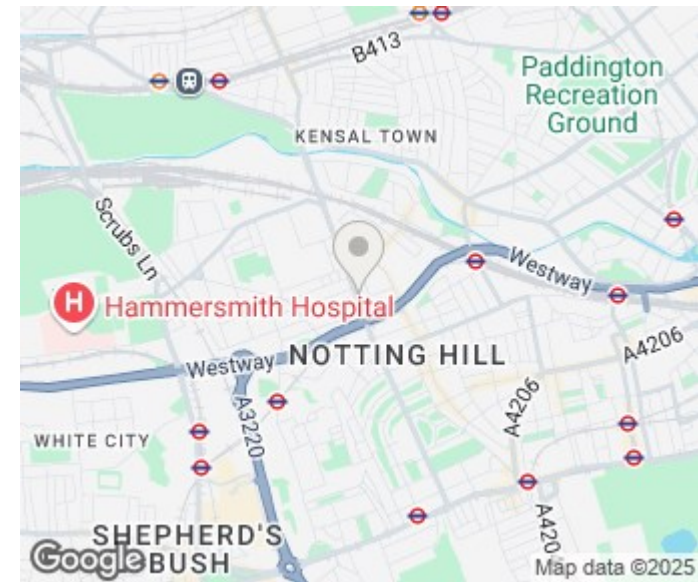 B413
Paddington
Recreation
Ground
KENSAL TOWN
Scrubs Ln
Westway
H
Hammersmith Hospital
Westway
NOTTING HILL
A4206
A4206
A3220
WHITE CITY
SHEPHERD'S
BUSH
A420
Google
Map data ©2025